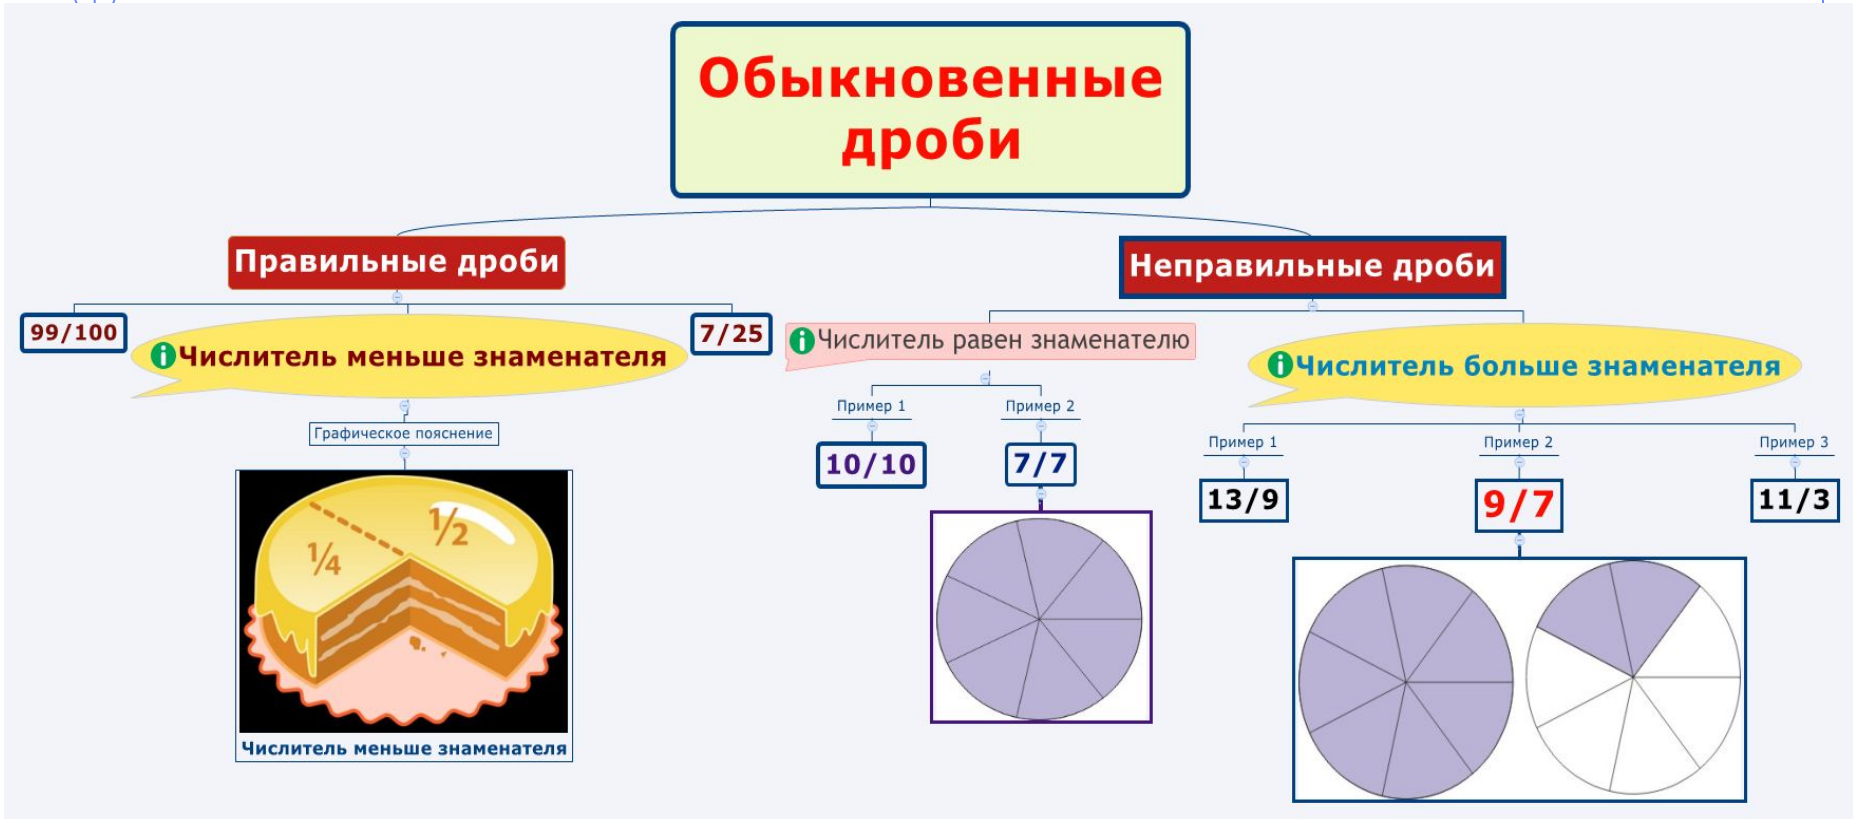 Обыкновенные
дроби
Правильные дроби
Неправильные дроби
99/100
Числитель меньше знаменателя
7/25
Числитель равен знаменателю
Числитель больше знаменателя
Графическое пояснение
Пример 1
Пример 2
Пример 1
Пример 2
Пример 3
10/10
7/7
13/9
9/7
11/3
1/2
1/4
Числитель меньше знаменателя